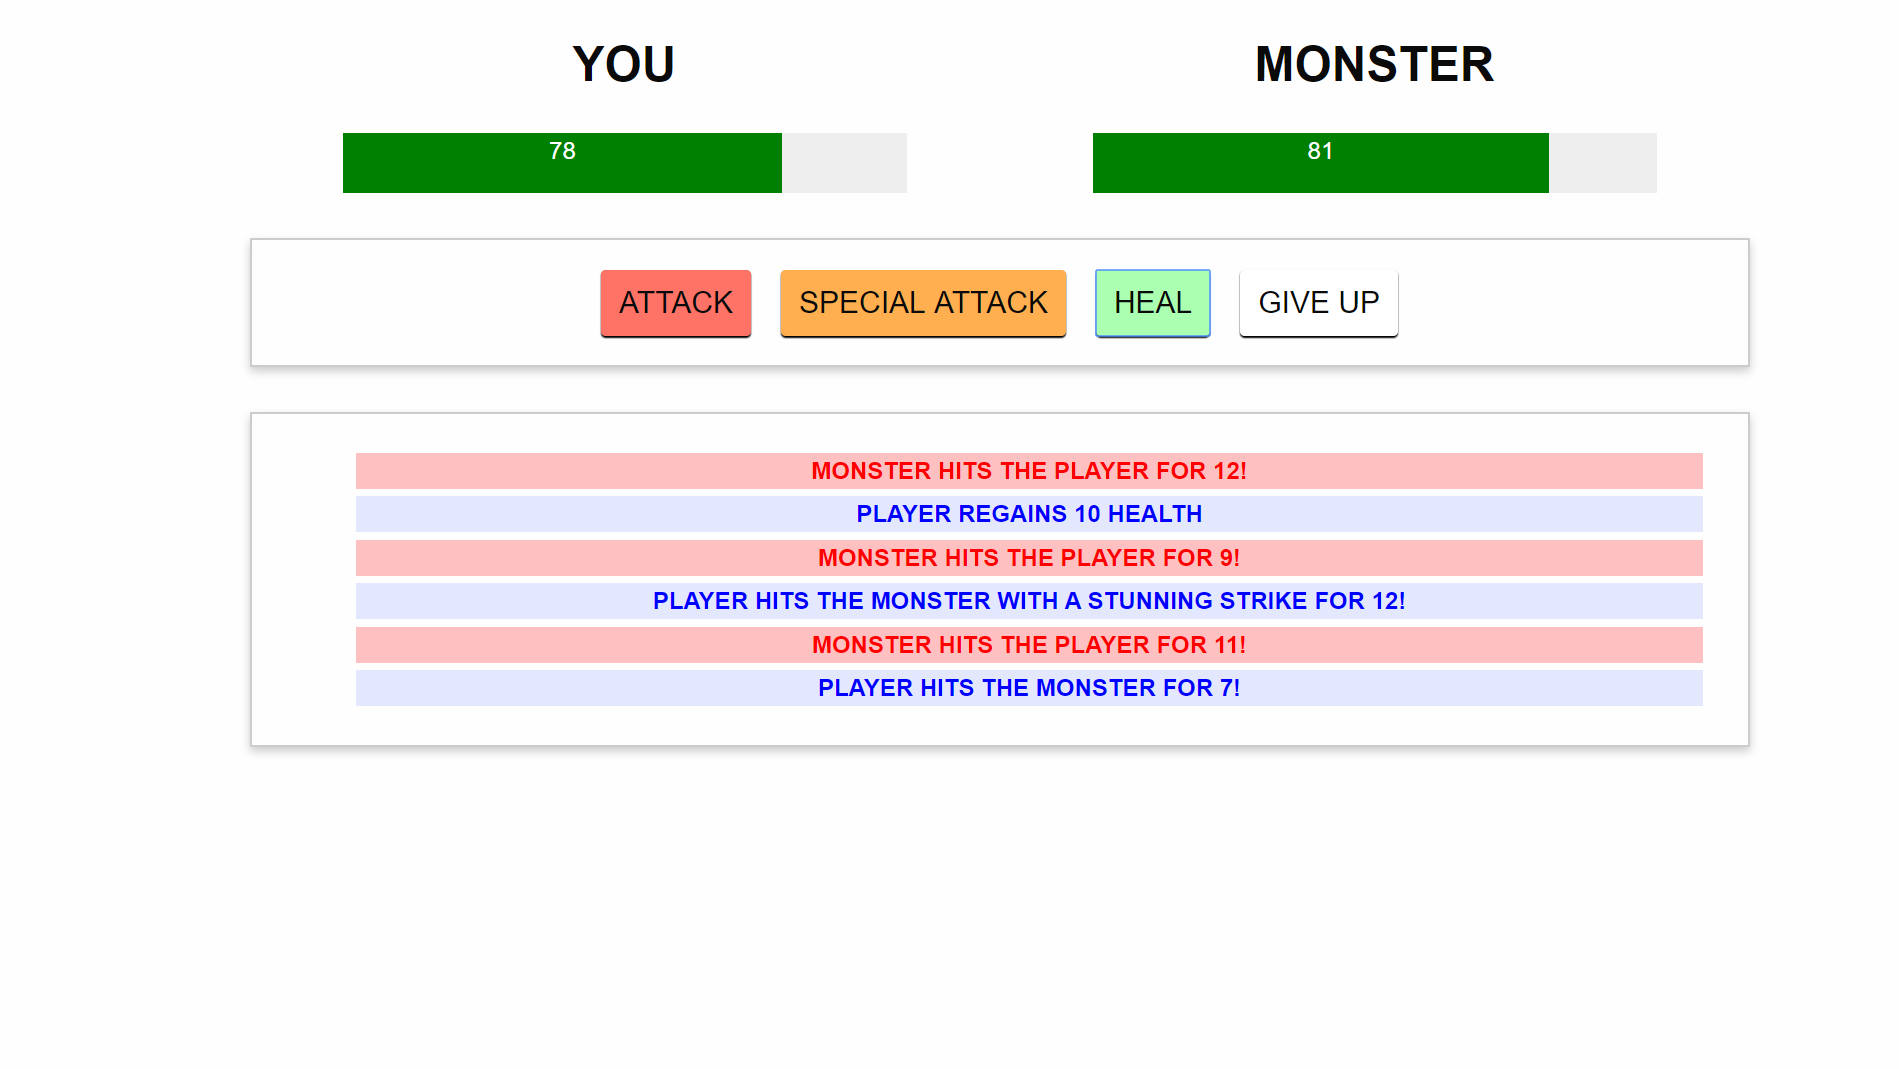 YOU
MONSTER
78
81
ATTACK
SPECIAL ATTACK
HEAL
GIVE UP
MONSTER HITS THE PLAYER FOR 12!
PLAYER REGAINS 10 HEALTH
MONSTER HITS THE PLAYER FOR 9!
PLAYER HITS THE MONSTER WITH A STUNNING STRIKE FOR 12!
MONSTER HITS THE PLAYER FOR 11!
PLAYER HITS THE MONSTER FOR 7!